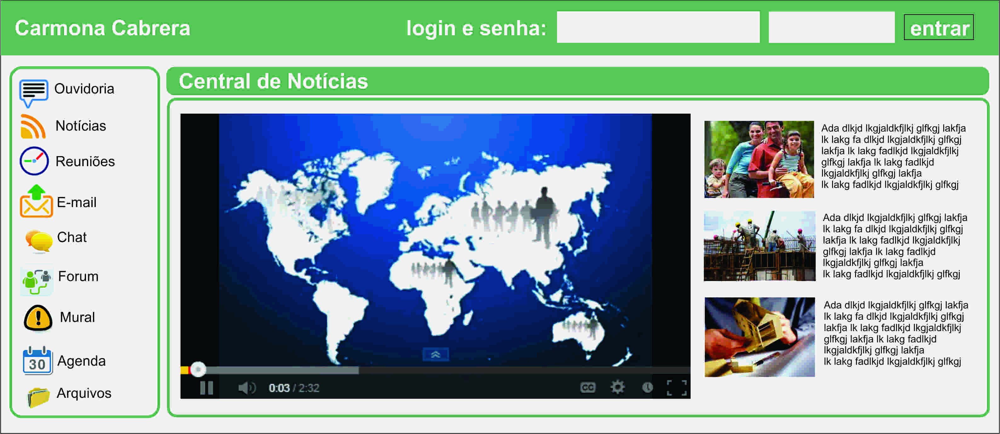 Carmona Cabrera
login e senha:
entrar
Ouvidoria
Notícias
Reuniões
E-mail
Chat
Forum
Mural
30
Agenda
Arquivos
Central de Notícias
0:03 / 2:32
CC
Ada dlkjd lkgjaldkfjlkj glfkgj lakfja
lk lakg fa dlkjd lkgjaldkfjlkj glfkgj
lakfja lk lakg fadlkjd lkgjaldkfjlkj
glfkgj lakfja lk lakg fadlkjd
lkgjaldkfjlkj glfkgj lakfja
lk lakg fadlkjd lkgjaldkfjlkj glfkgj
Ada dlkjd lkgjaldkfjlkj glfkgj lakfja
lk lakg fa dlkjd lkgjaldkfjlkj glfkgj
lakfja lk lakg fadlkjd lkgjaldkfjlkj
glfkgj lakfja lk lakg fadlkjd
lkgjaldkfjlkj glfkgj lakfja
lk lakg fadlkjd lkgjaldkfjlkj glfkgj
Ada dlkjd lkgjaldkfjlkj glfkgj lakfja
lk lakg fa dlkjd lkgjaldkfjlkj glfkgj
lakfja lk lakg fadlkjd lkgjaldkfjlkj
glfkgj lakfja lk lakg fadlkjd
lkgjaldkfjlkj glfkgj lakfja
lk lakg fadlkjd lkgjaldkfjlkj glfkgj